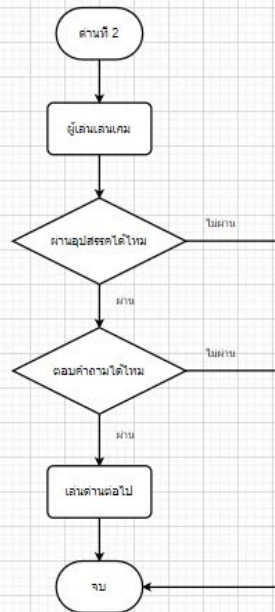 ด่านที่ 2
ผู้เล่นเล่นเกม
ผ่านอุปสรรคได้ไหม
ไม่ผ่าน
ผ่าน
ตอบคำถามได้ไหม
ไม่ผ่าน
ผ่าน
เล่นด่านต่อไป
จบ